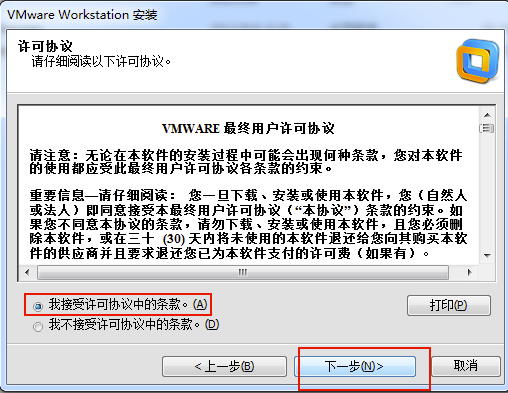 VMware Workstation 安装
许可协议
请仔细阅读以下许可协议。
VMWARE 最终用户许可协议
请注意：无论在本软件的安装过程中可能会出现何种条款，您对本软件
的使用都应受此最终用户许可协议各条款的约束。
重要信息—请仔细阅读： 您一旦下载、安装或使用本软件，您（自然人
或法人）即同意接受本最终用户许可协议（“本协议”）条款的约束。如
果您不同意本协议的条款，请勿下载、安装或使用本软件，且您必须删
除本软件，或在三十 (30) 天内将未使用的本软件退还给您向其购买本软
件的供应商并且要求退还您已为本软件支付的许可费（如果有）。
我接受许可协议中的条款。(A)
打印(P)
我不接受许可协议中的条款。(D)
< 上一步(B)
下一步(N)>
取消